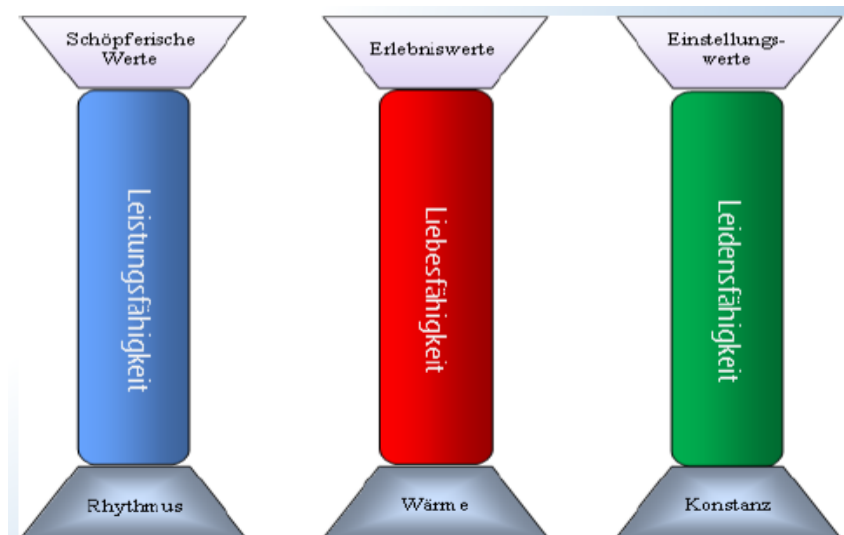 Schöpferische
Werte
Leistungsfähigkeit
Rhythmus
Erlebniswerte
Liebesfähigkeit
Wärme
Einstellungs-
werte
Leidensfähigkeit
Konstanz